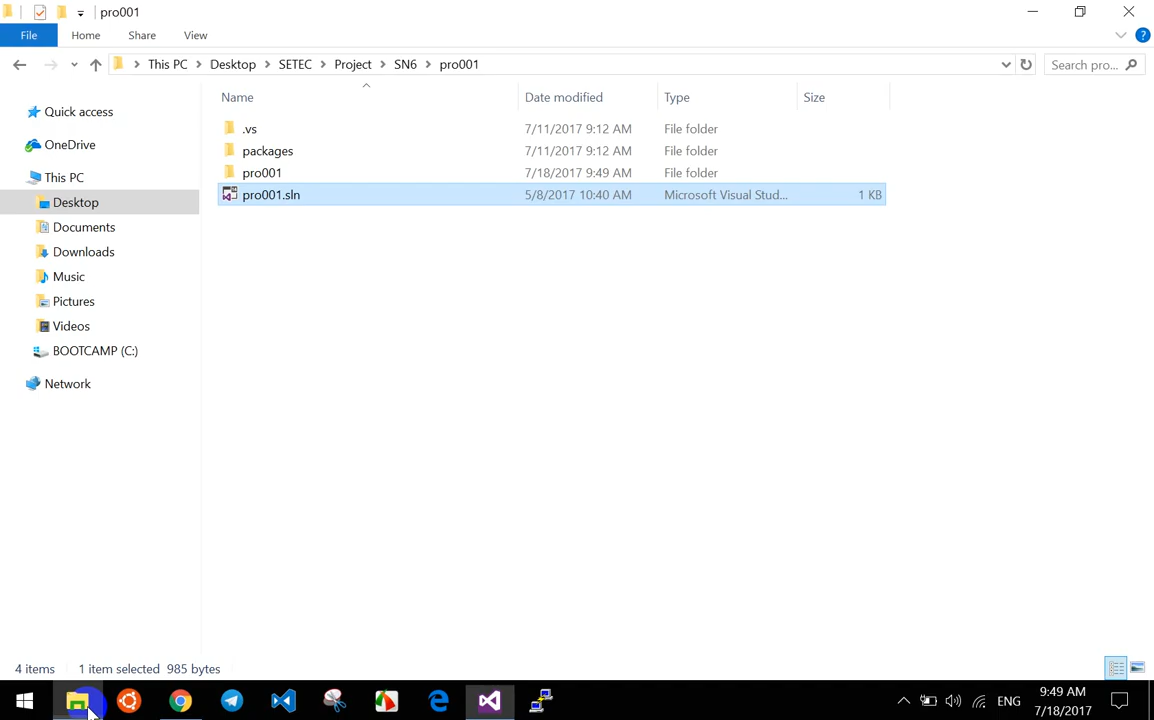 pro001
File Home Share View
This PC Desktop SETEC Project SN6 pro001
Search pro...
Name Date modified Type Size
.vs 7/11/2017 9:12 AM File folder
packages 7/11/2017 9:12 AM File folder
pro001 7/18/2017 9:49 AM File folder
pro001.sln 5/8/2017 10:40 AM Microsoft Visual Stud... 1 KB
Quick access
OneDrive
This PC
Desktop
Documents
Downloads
Music
Pictures
Videos
BOOTCAMP (C:)
Network
4 items 1 item selected 985 bytes
ENG
9:49 AM
7/18/2017